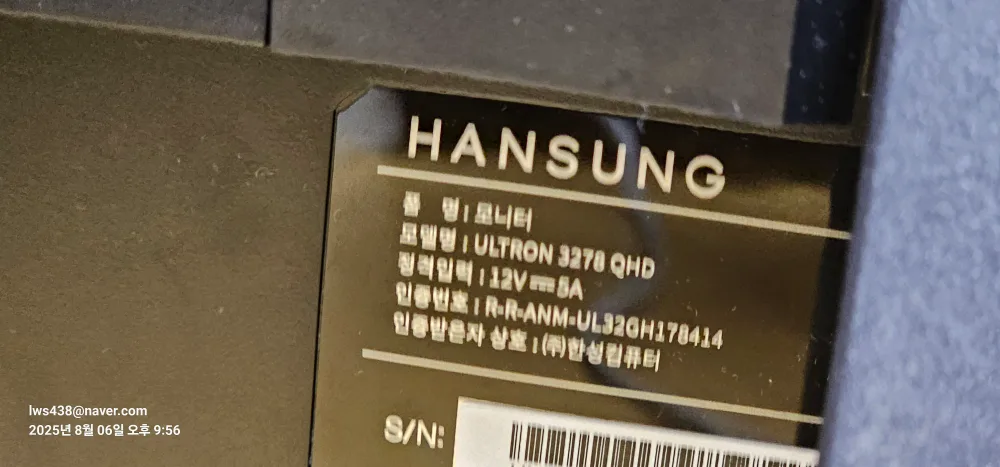 HANSUNG
품 명 : 모니터
모델명 : ULTRON 3278 QHD
정격입력 : 12V⎓5A
인증번호 : R-R-ANM-UL32GH178414
인증받은자 상호 : (주)한성컴퓨터
S/N:
lws438@naver.com
2025년 8월 06일 오후 9:56